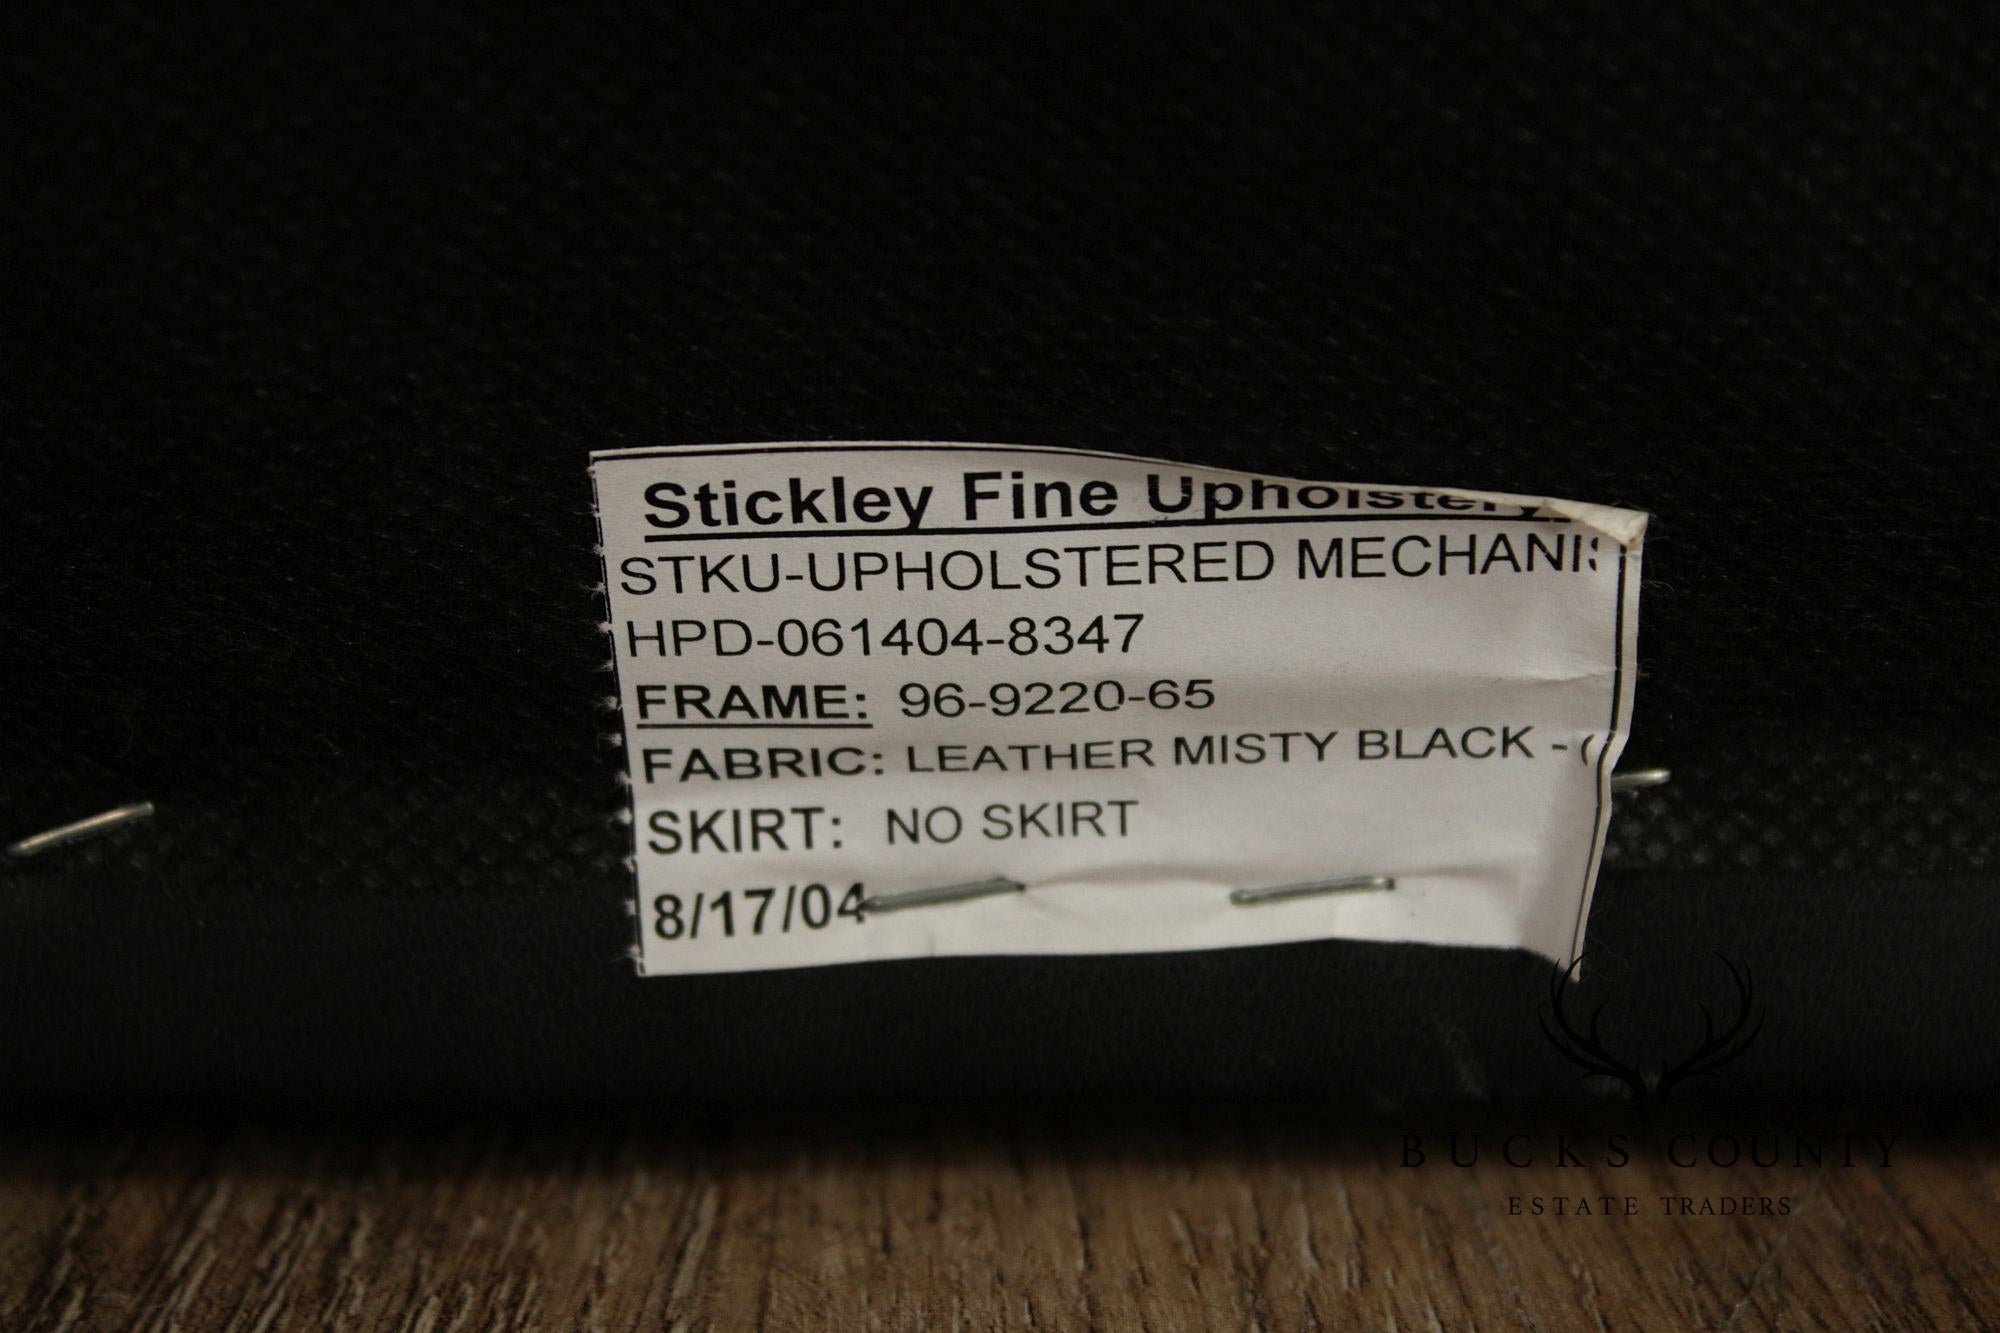 Stickley Fine Upholstery
STKU-UPHOLSTERED MECHANIS
HPD-061404-8347
FRAME: 96-9220-65
FABRIC: LEATHER MISTY BLACK - (
SKIRT: NO SKIRT
8/17/04
BUCKS COUNTY
ESTATE TRADERS